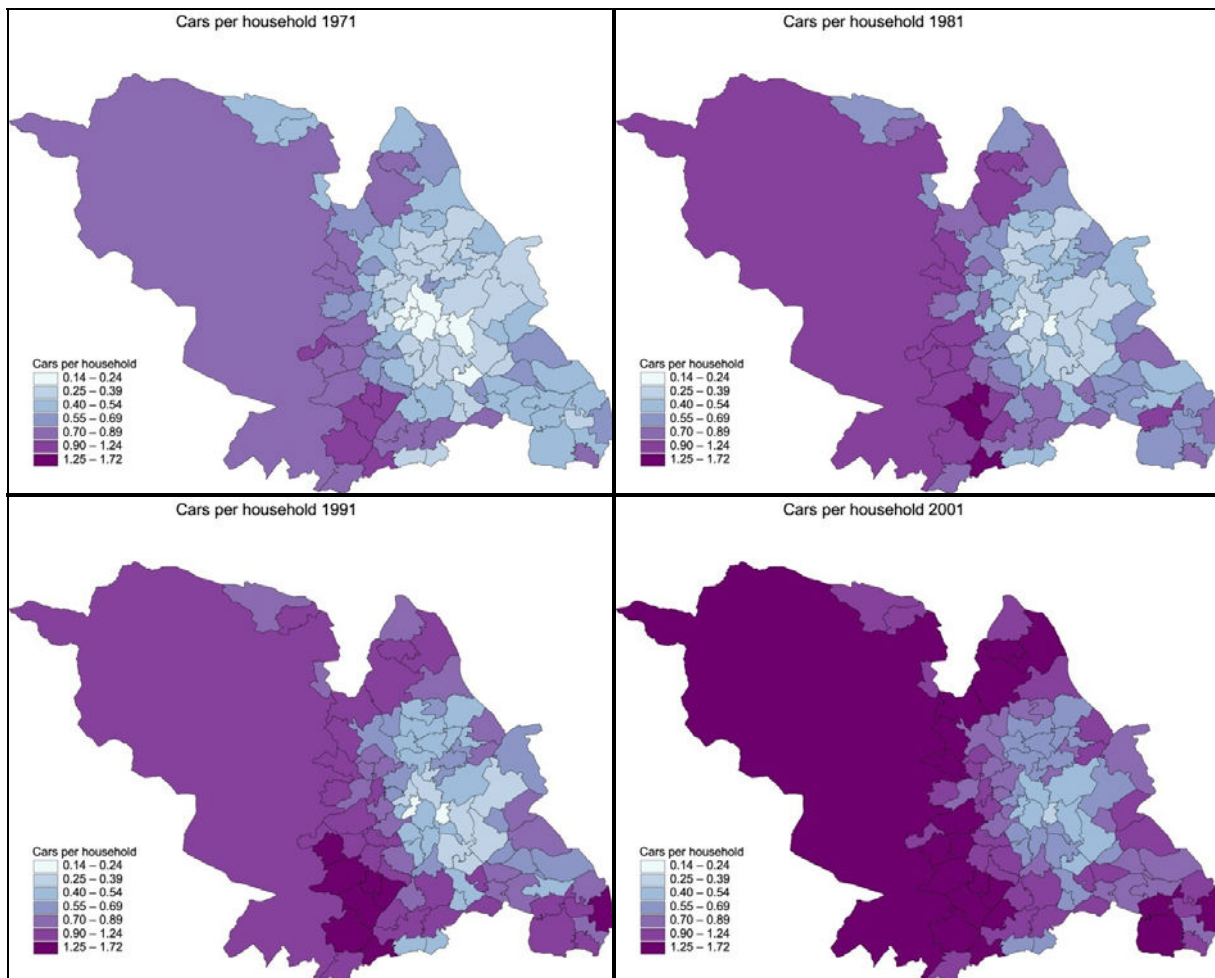 Cars per household 1971
Cars per household
0.14 – 0.24
0.25 – 0.39
0.40 – 0.54
0.55 – 0.69
0.70 – 0.89
0.90 – 1.24
1.25 – 1.72
Cars per household 1981
Cars per household
0.14 – 0.24
0.25 – 0.39
0.40 – 0.54
0.55 – 0.69
0.70 – 0.89
0.90 – 1.24
1.25 – 1.72
Cars per household 1991
Cars per household
0.14 – 0.24
0.25 – 0.39
0.40 – 0.54
0.55 – 0.69
0.70 – 0.89
0.90 – 1.24
1.25 – 1.72
Cars per household 2001
Cars per household
0.14 – 0.24
0.25 – 0.39
0.40 – 0.54
0.55 – 0.69
0.70 – 0.89
0.90 – 1.24
1.25 – 1.72